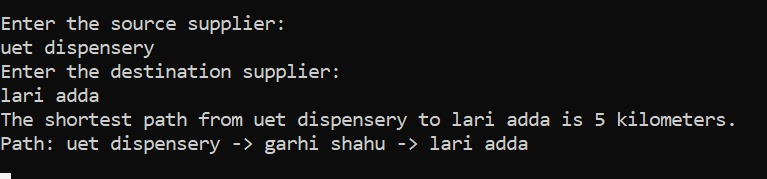 Enter the source supplier:
uet dispensery
Enter the destination supplier:
lari adda
The shortest path from uet dispensery to lari adda is 5 kilometers.
Path: uet dispensery -> garhi shahu -> lari adda